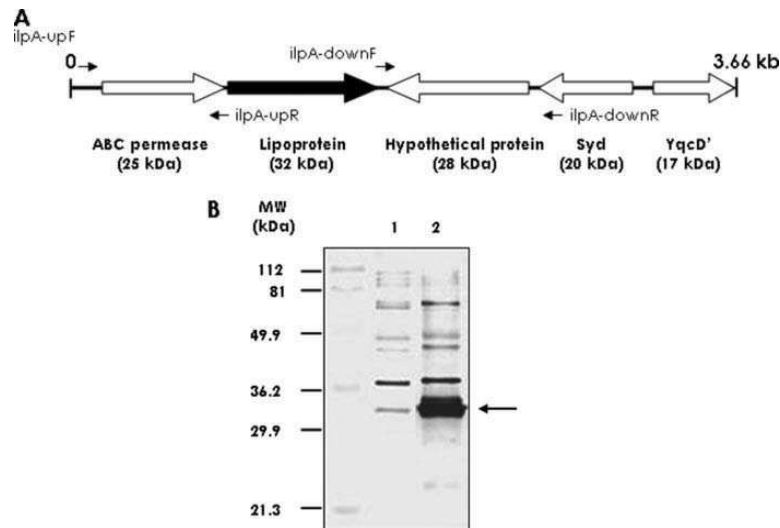 A
ilpA-upF
0
ilpA-downF
3.66 kb
ilpA-upR
ilpA-downR
ABC permease Lipoprotein Hypothetical protein Syd YqcD'
(25 kDa) (32 kDa) (28 kDa) (20 kDa) (17 kDa)
B MW 1 2
(kDa)
112
81
49.9
36.2
29.9
21.3